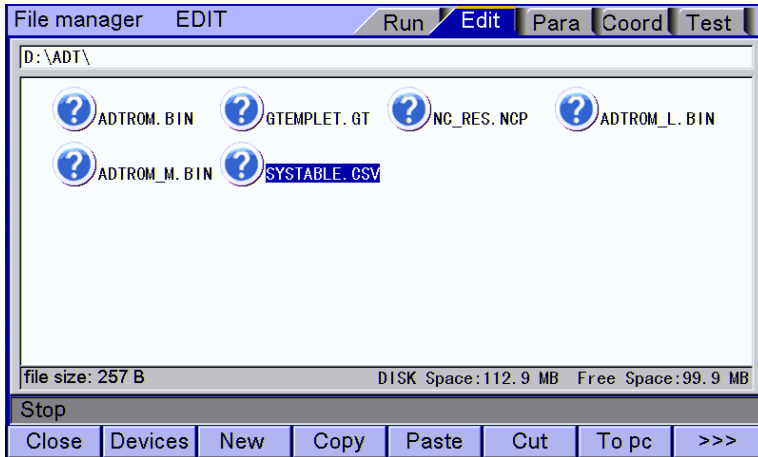 File manager EDIT Run Edit Para Coord Test
D:\ADT\
ADTROM.BIN GTEMPLET.GT NC_RES.NCP ADTROM_L.BIN
ADTROM_M.BIN SYSTABLE.CSV
file size: 257 B DISK Space:112.9 MB Free Space:99.9 MB
Stop
Close Devices New Copy Paste Cut To pc >>>